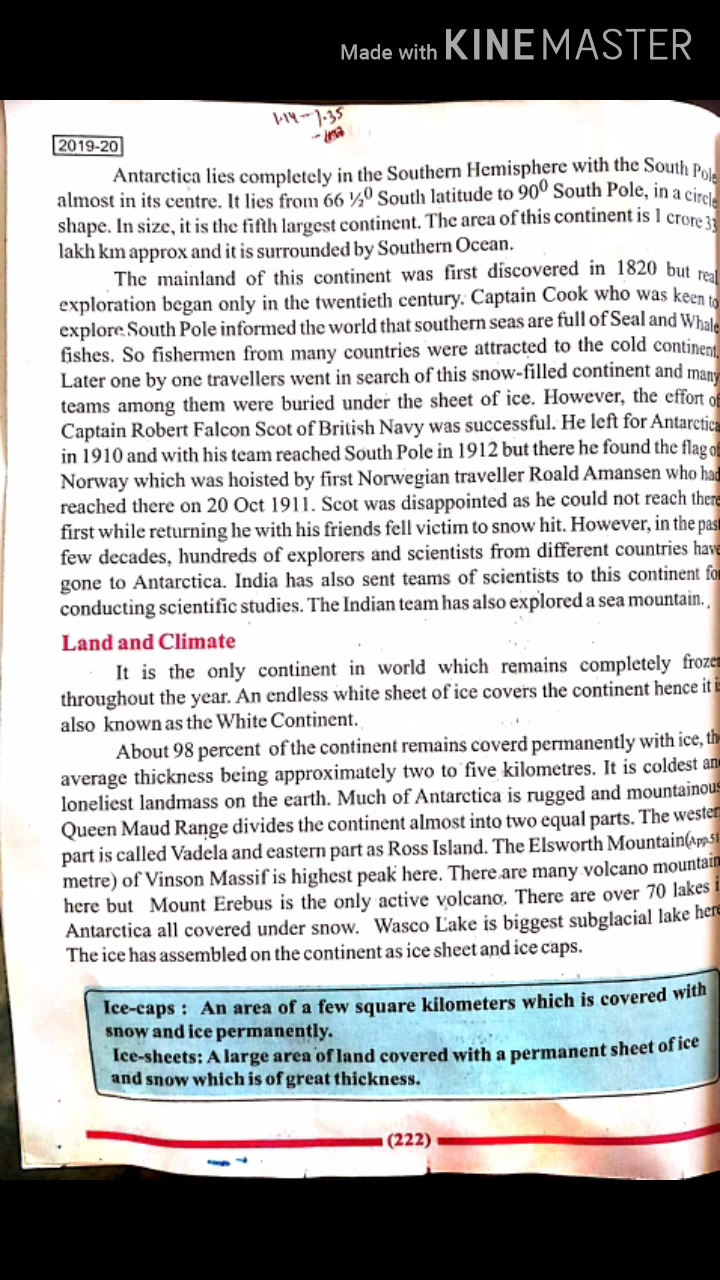 Made with KINEMASTER
1.14 - 1.35
2019-20
Antarctica lies completely in the Southern Hemisphere with the South Pole
almost in its centre. It lies from 66 ½⁰ South latitude to 90⁰ South Pole, in a circle
shape. In size, it is the fifth largest continent. The area of this continent is 1 crore 33
lakh km approx and it is surrounded by Southern Ocean.
The mainland of this continent was first discovered in 1820 but real
exploration began only in the twentieth century. Captain Cook who was keen to
explore South Pole informed the world that southern seas are full of Seal and Whale
fishes. So fishermen from many countries were attracted to the cold continent.
Later one by one travellers went in search of this snow-filled continent and many
teams among them were buried under the sheet of ice. However, the effort of
Captain Robert Falcon Scot of British Navy was successful. He left for Antarctica
in 1910 and with his team reached South Pole in 1912 but there he found the flag of
Norway which was hoisted by first Norwegian traveller Roald Amansen who had
reached there on 20 Oct 1911. Scot was disappointed as he could not reach there
first while returning he with his friends fell victim to snow hit. However, in the past
few decades, hundreds of explorers and scientists from different countries have
gone to Antarctica. India has also sent teams of scientists to this continent for
conducting scientific studies. The Indian team has also explored a sea mountain.
Land and Climate
It is the only continent in world which remains completely frozen
throughout the year. An endless white sheet of ice covers the continent hence it i
also known as the White Continent.
About 98 percent of the continent remains coverd permanently with ice, th
average thickness being approximately two to five kilometres. It is coldest an
loneliest landmass on the earth. Much of Antarctica is rugged and mountainous
Queen Maud Range divides the continent almost into two equal parts. The wester
part is called Vadela and eastern part as Ross Island. The Elsworth Mountain(App.51
metre) of Vinson Massif is highest peak here. There are many volcano mountain
here but Mount Erebus is the only active volcano. There are over 70 lakes i
Antarctica all covered under snow. Wasco Lake is biggest subglacial lake here
The ice has assembled on the continent as ice sheet and ice caps.
Ice-caps : An area of a few square kilometers which is covered with
snow and ice permanently.
Ice-sheets: A large area of land covered with a permanent sheet of ice
and snow which is of great thickness.
(222)